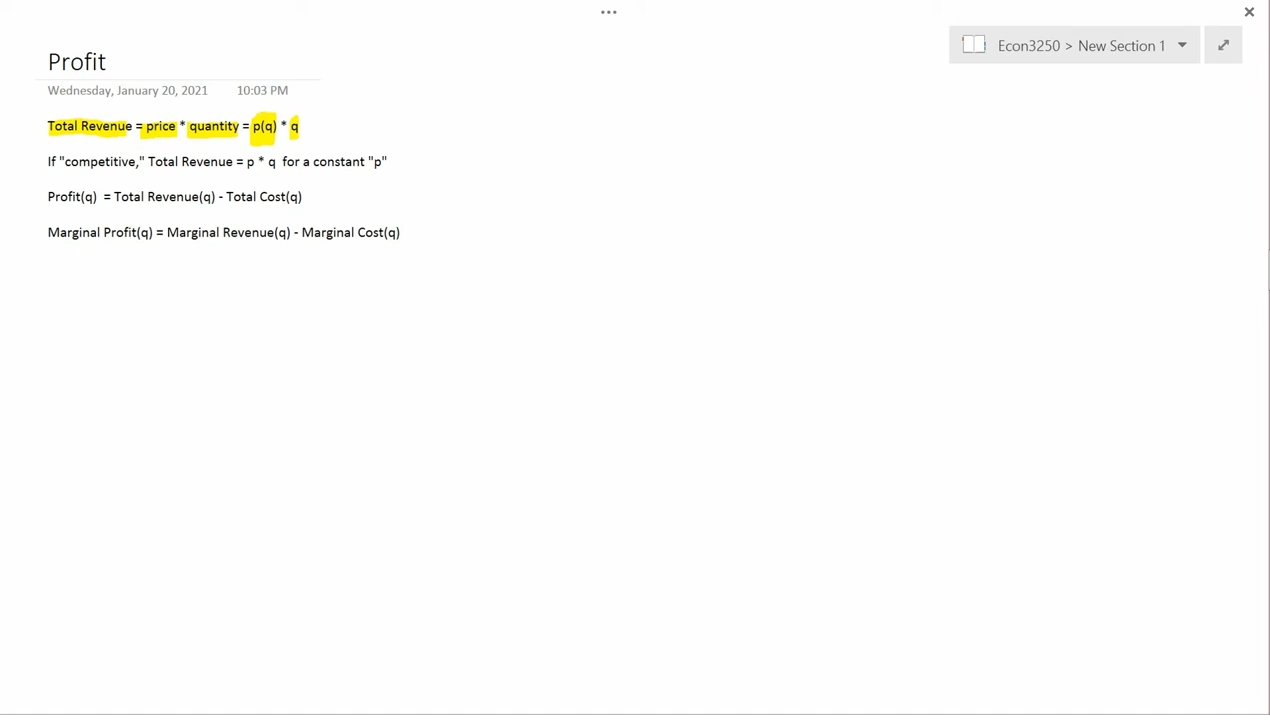 Econ3250 > New Section 1
Profit
Wednesday, January 20, 2021 10:03 PM
Total Revenue = price * quantity = p(q) * q
If "competitive," Total Revenue = p * q for a constant "p"
Profit(q) = Total Revenue(q) - Total Cost(q)
Marginal Profit(q) = Marginal Revenue(q) - Marginal Cost(q)